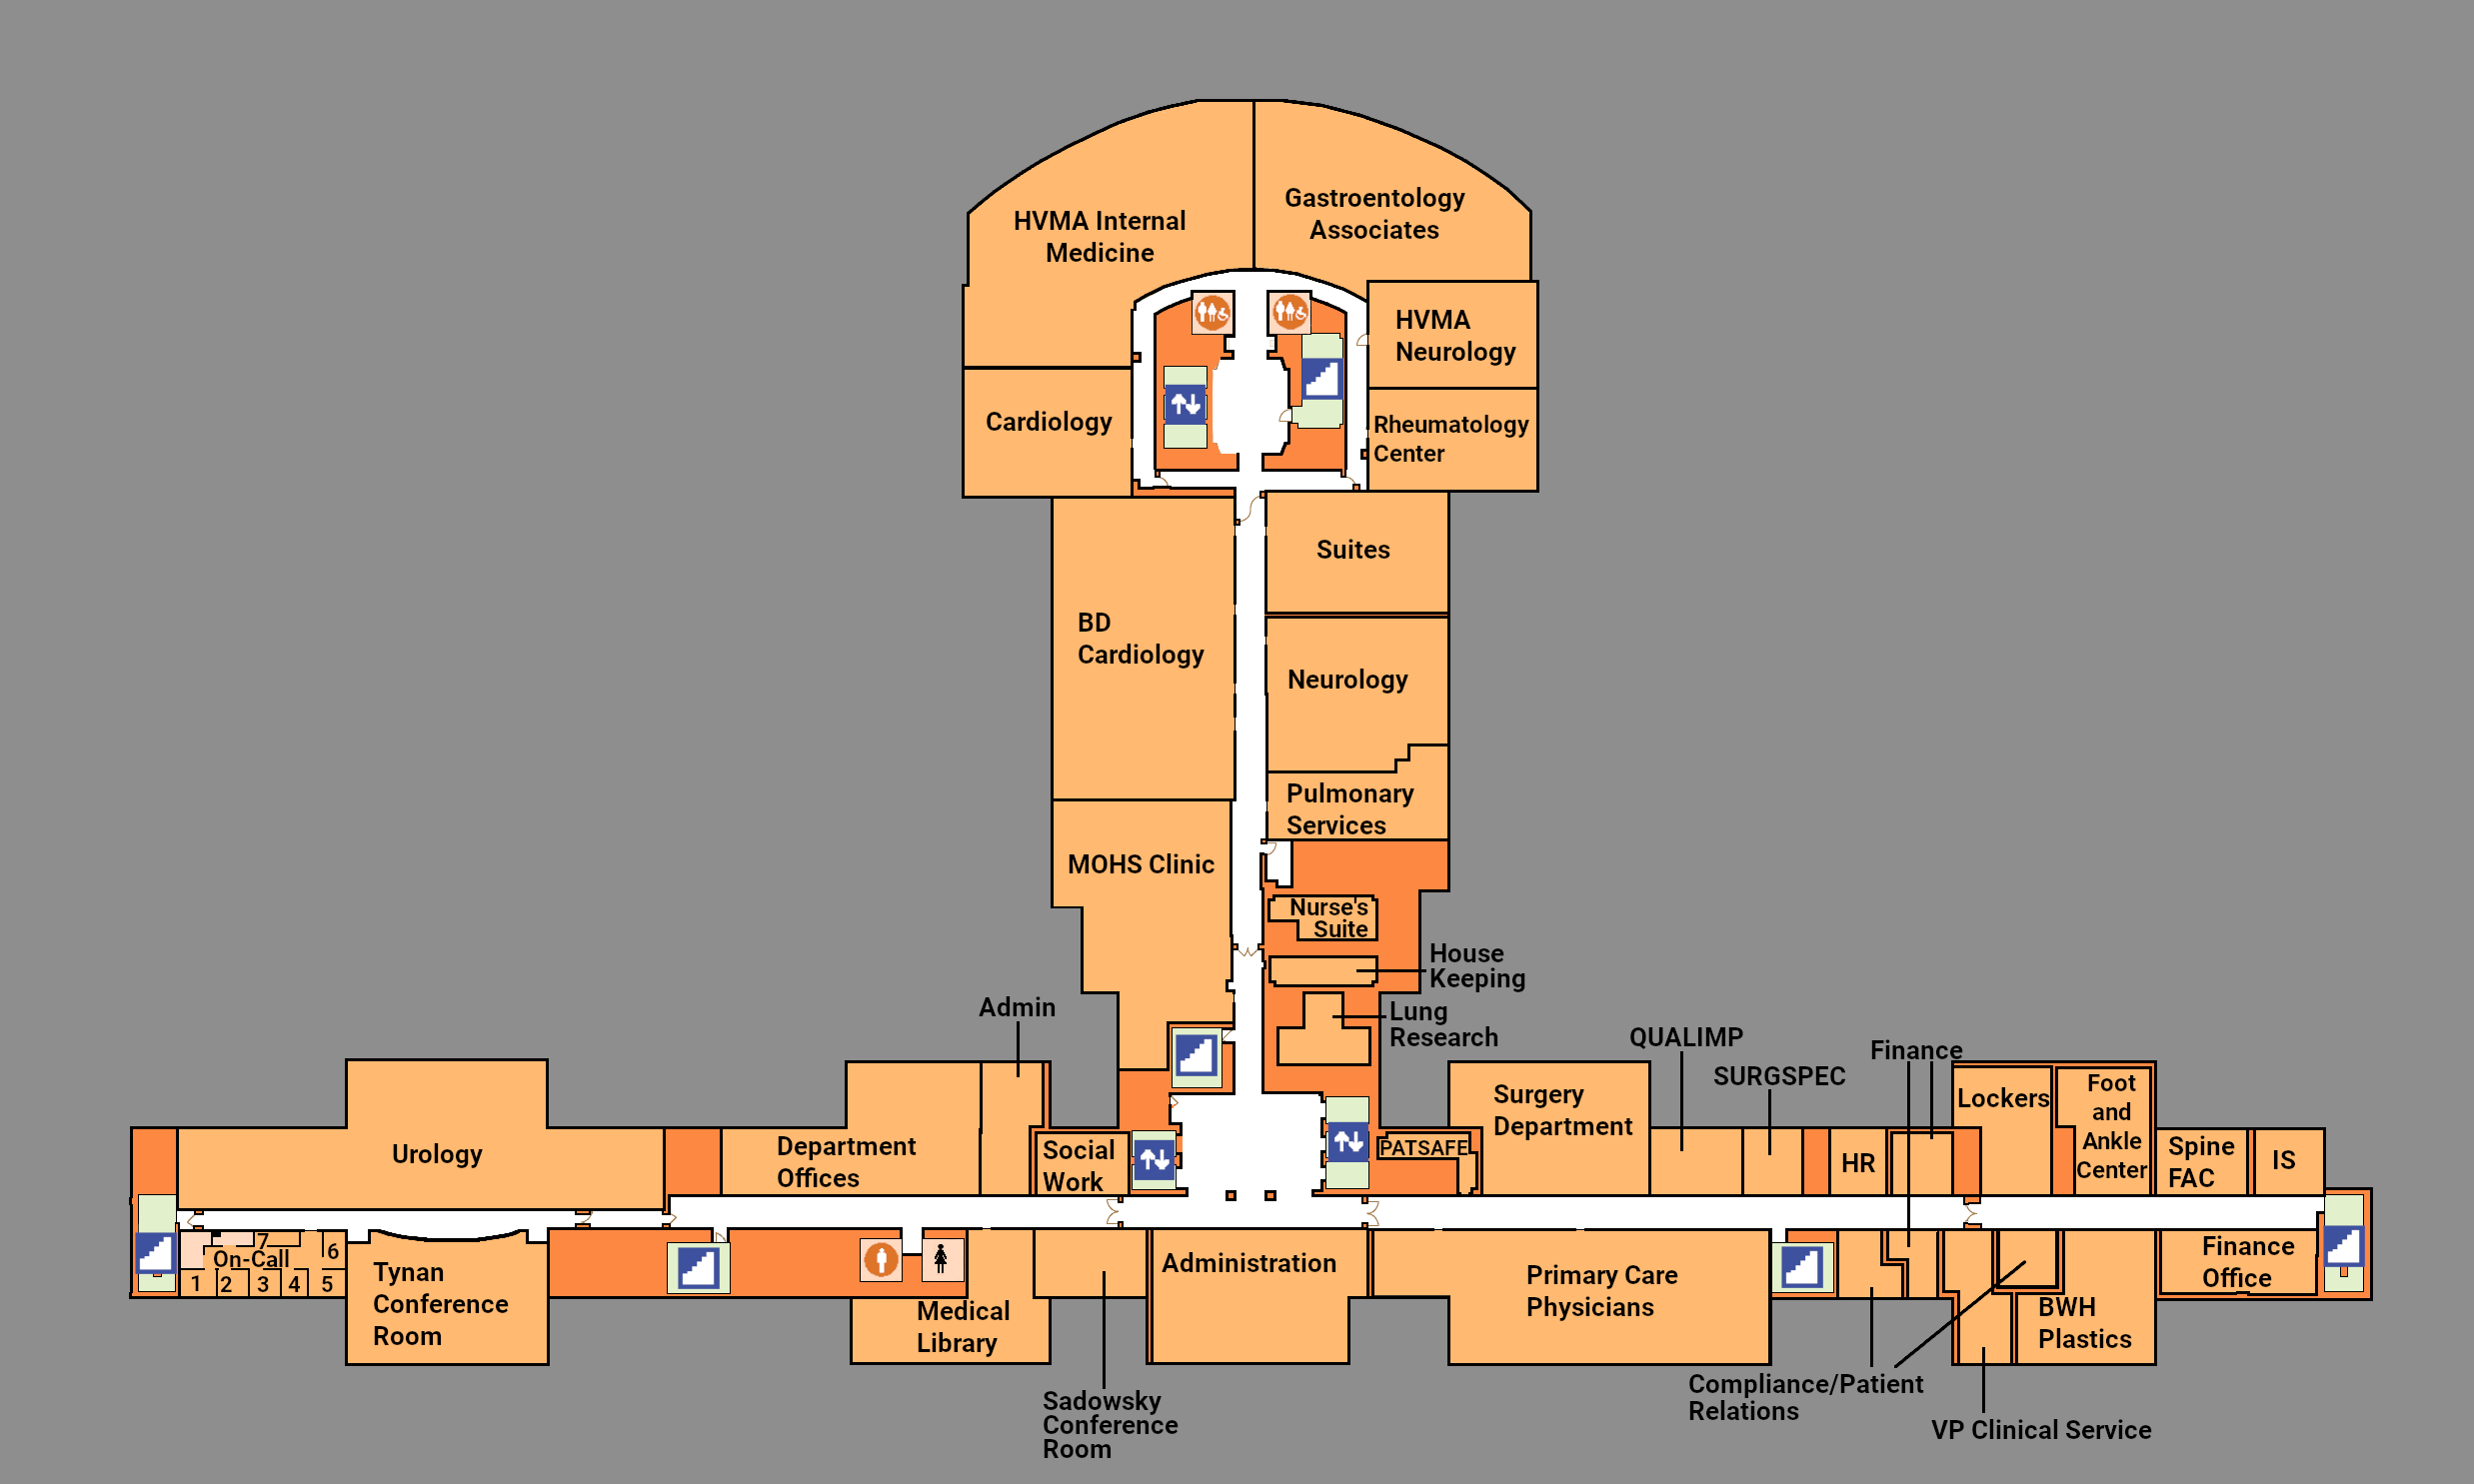 Gastroentology
Associates
HVMA Internal
Medicine
HVMA
Neurology
Cardiology
Rheumatology
Center
Suites
BD
Cardiology
Neurology
Pulmonary
Services
MOHS Clinic
Nurse's
Suite
House
Keeping
Lung
Research
Admin
QUALIMP
SURGSPEC
Finance
Urology
Department
Offices
Social
Work
PATSAFE
Surgery
Department
HR
Lockers
Foot
and
Ankle
Center
Spine
FAC
IS
7
6
On-Call
1
2
3
4
5
Tynan
Conference
Room
Medical
Library
Administration
Primary Care
Physicians
Finance
Office
BWH
Plastics
Sadowsky
Conference
Room
Compliance/Patient
Relations
VP Clinical Service